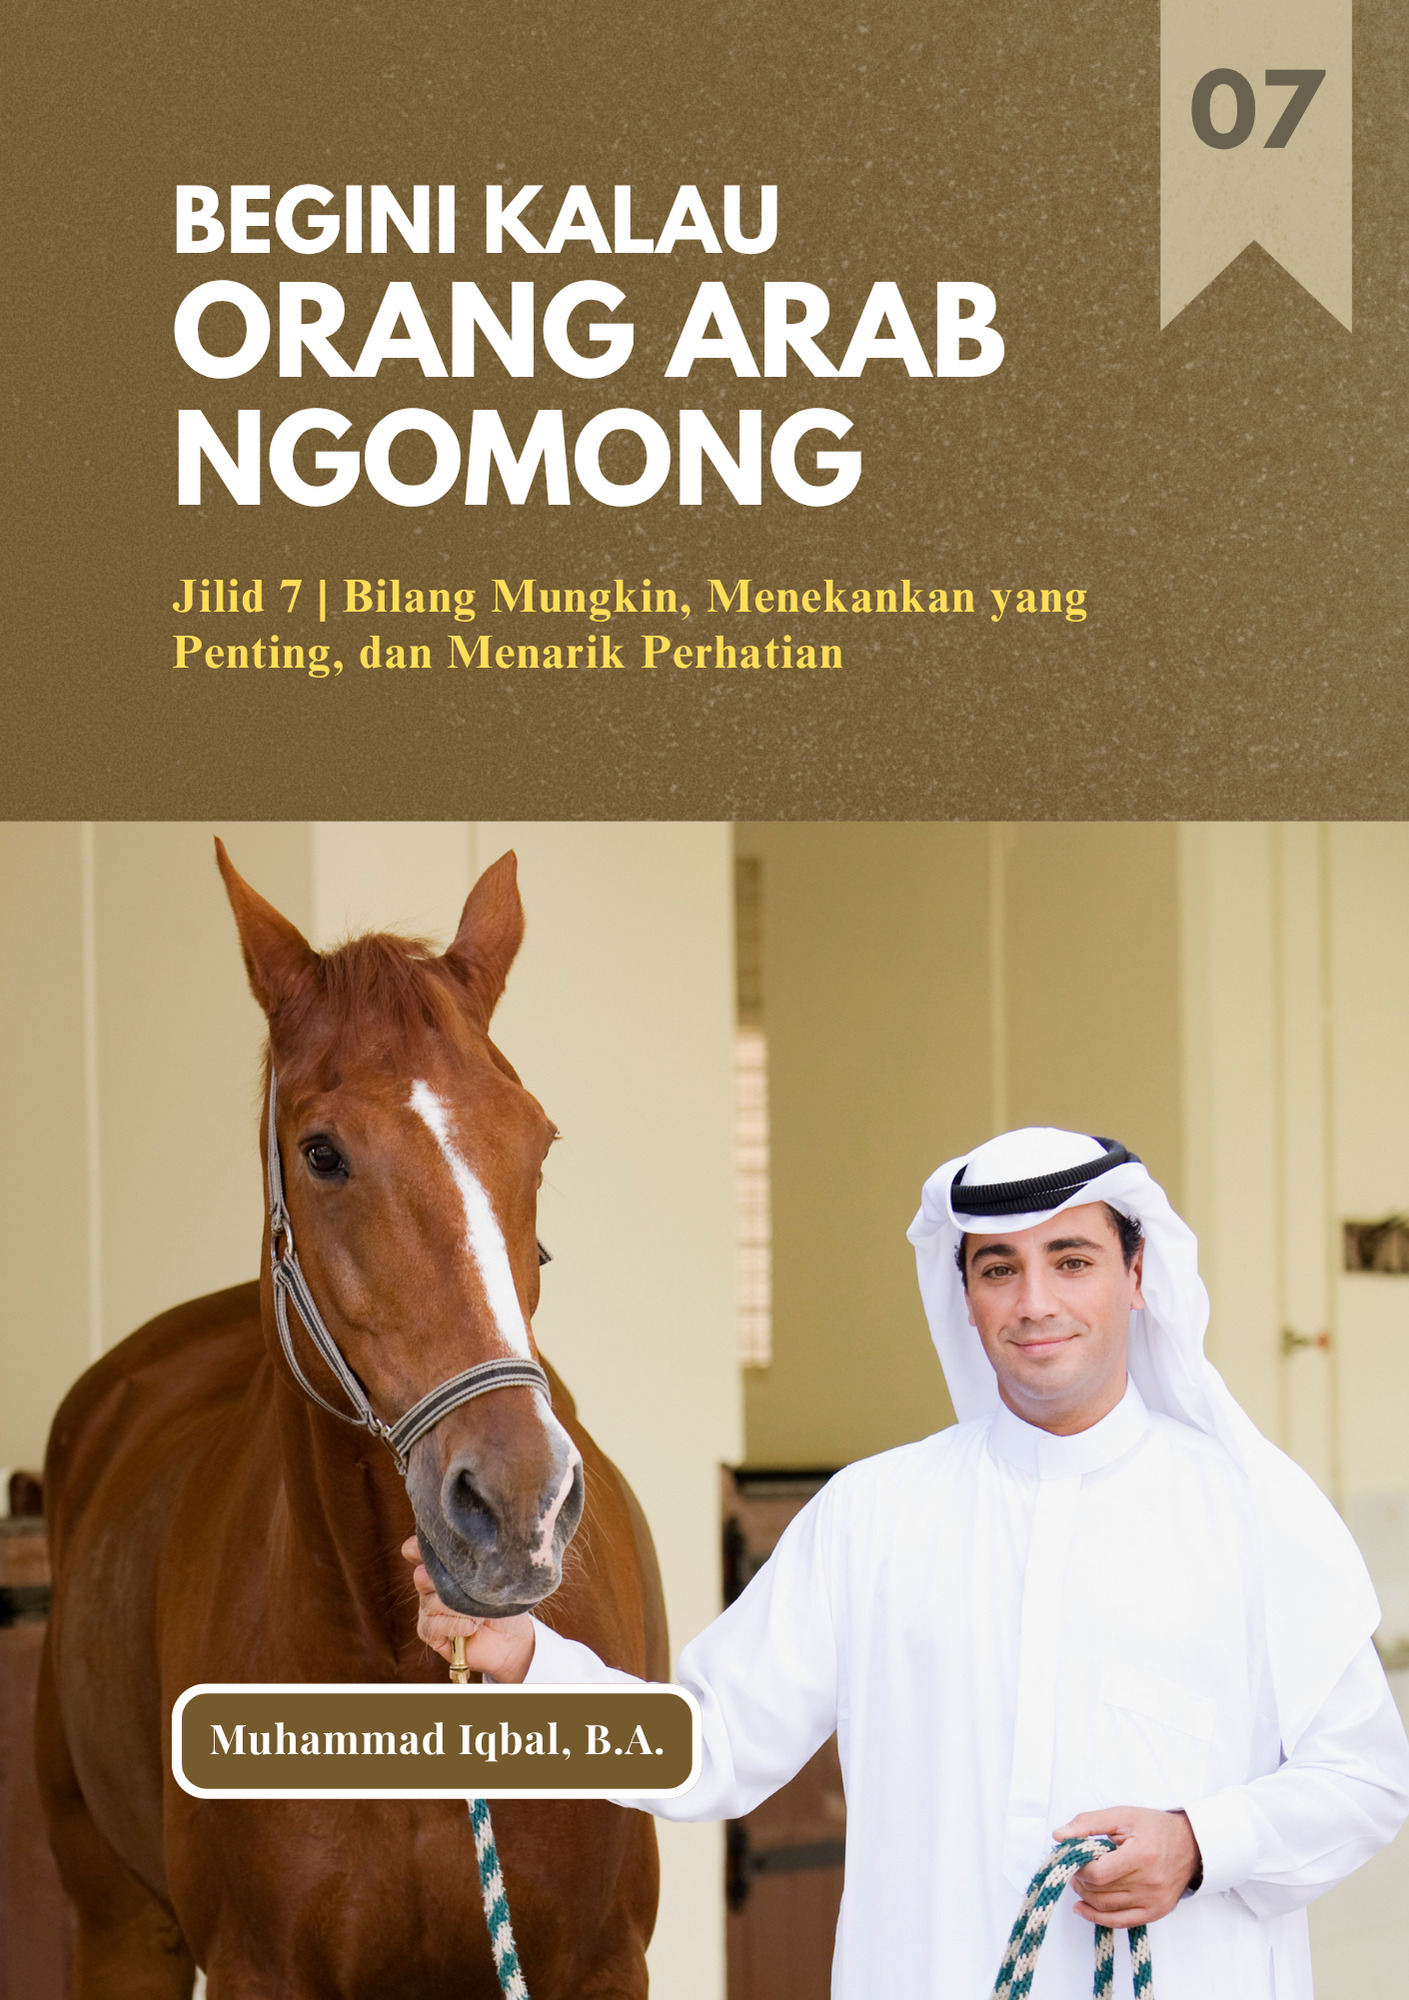 07
BEGINI KALAU
ORANG ARAB
NGOMONG
Jilid 7 | Bilang Mungkin, Menekankan yang
Penting, dan Menarik Perhatian
Muhammad Iqbal, B.A.